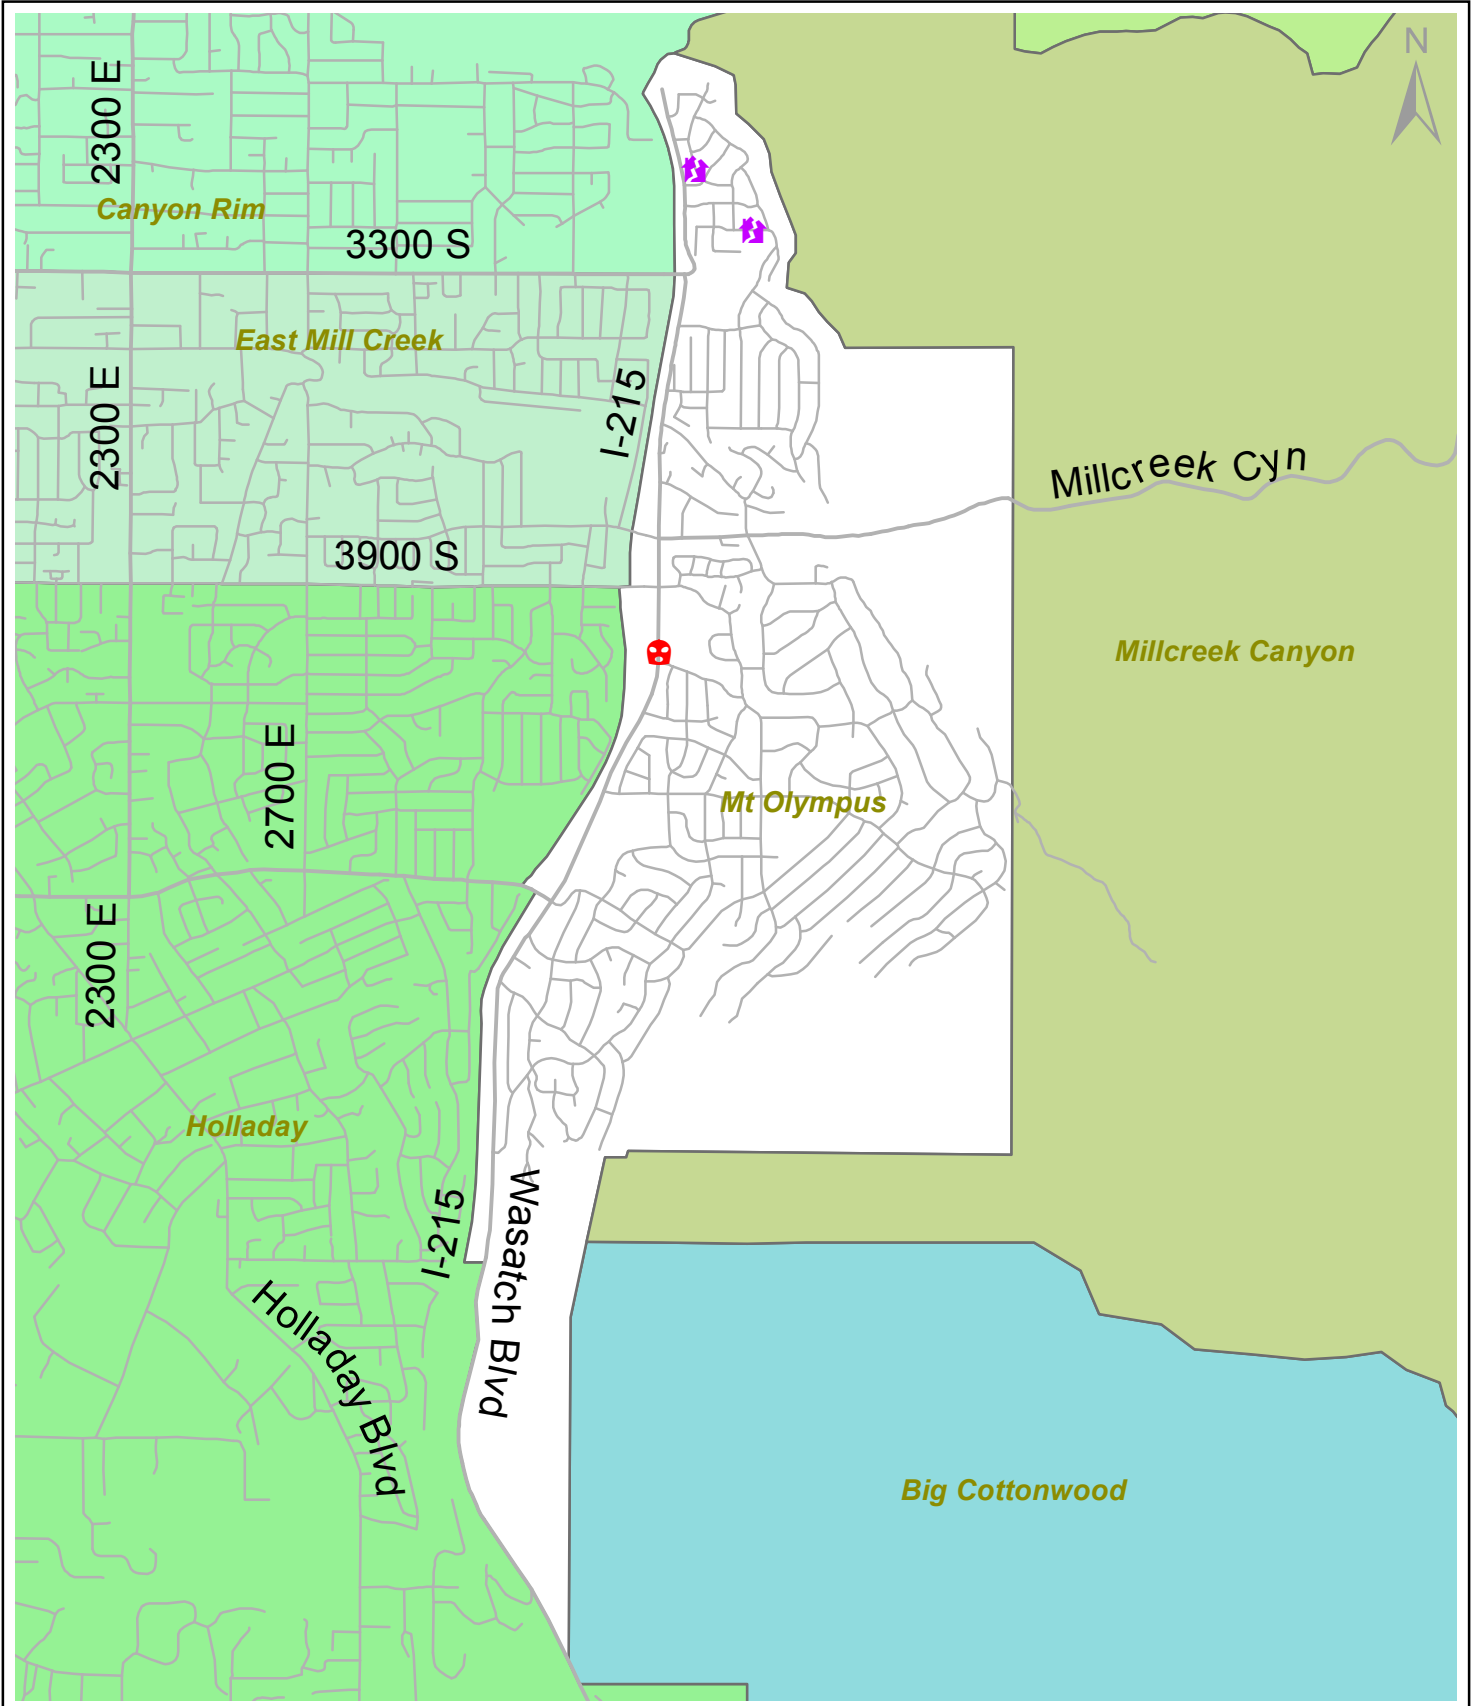 N
2300 E
Canyon Rim
3300 S
East Mill Creek
2300 E
I-215
Millcreek Cyn
3900 S
Millcreek Canyon
2700 E
Mt Olympus
2300 E
Holladay
I-215
Wasatch Blvd
Holladay Blvd
Big Cottonwood